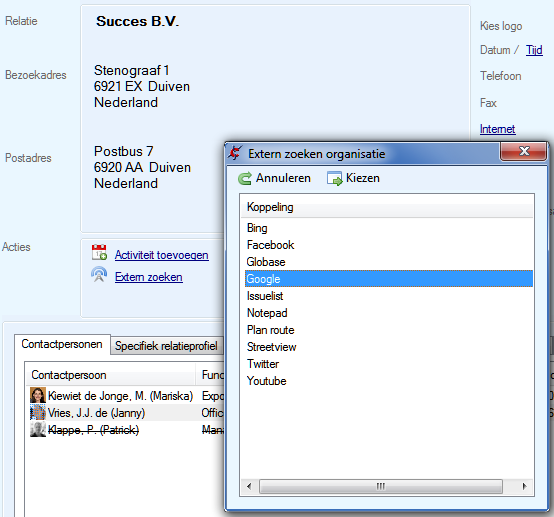 Relatie
Succes B.V.
Kies logo
Datum / Tijd
Bezoekadres
Stenograaf 1
6921 EX Duiven
Nederland
Telefoon
Fax
Internet
Postadres
Postbus 7
6920 AA Duiven
Nederland
Acties
Activiteit toevoegen
Extern zoeken
Extern zoeken organisatie
Annuleren
Kiezen
Koppeling
Bing
Facebook
Globase
Google
Issuelist
Notepad
Plan route
Streetview
Twitter
Youtube
Contactpersonen
Specifiek relatieprofiel
Contactpersoon
Kiewiet de Jonge, M. (Mariska)
Vries, J.J. de (Janny)
Klappe, P. (Patrick)
Func
Expo
Offic
Mana